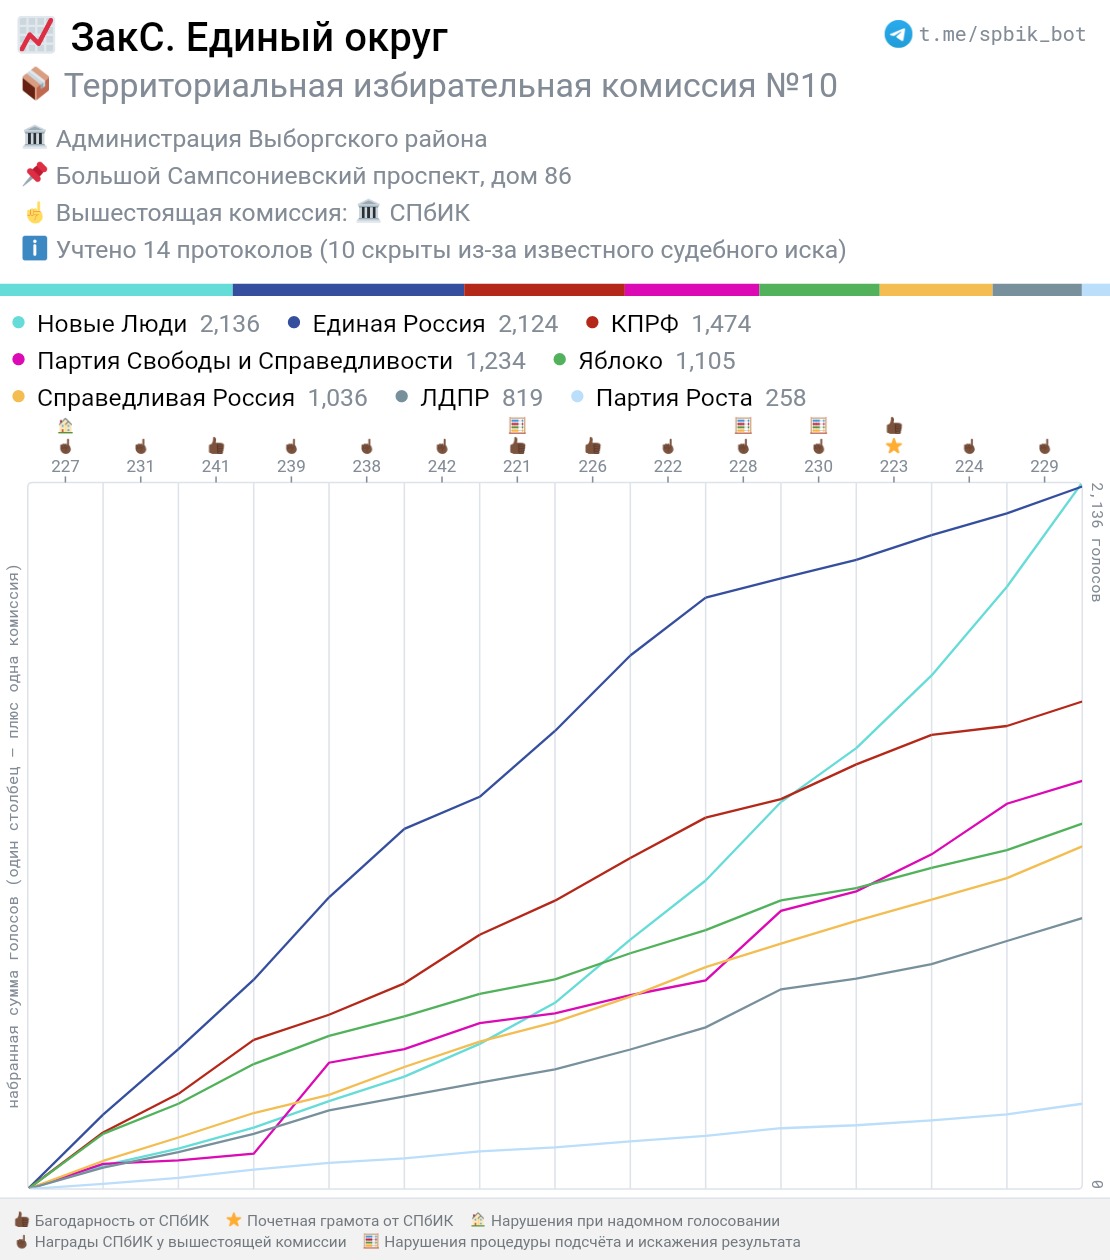 ЗакС. Единый округ
t.me/spbik_bot
Территориальная избирательная комиссия №10
Администрация Выборгского района
Большой Сампсониевский проспект, дом 86
Вышестоящая комиссия: СПбИК
Учтено 14 протоколов (10 скрыты из-за известного судебного иска)
Новые Люди 2,136 Единая Россия 2,124 КПРФ 1,474
Партия Свободы и Справедливости 1,234 Яблоко 1,105
Справедливая Россия 1,036 ЛДПР 819 Партия Роста 258
227 231 241 239 238 242 221 226 222 228 230 223 224 229
2,136 голосов
набранная сумма голосов (один столбец – плюс одна комиссия)
0
Багодарность от СПбИК Почетная грамота от СПбИК Нарушения при надомном голосовании
Награды СПбИК у вышестоящей комиссии Нарушения процедуры подсчёта и искажения результата